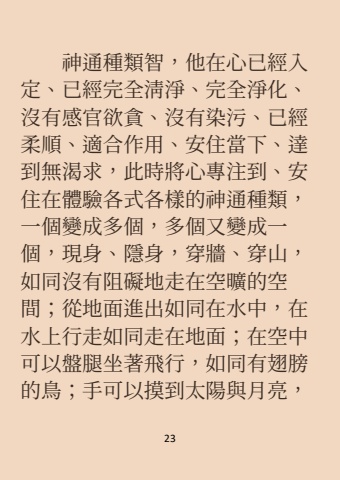 神通種類智，他在心已經入
定、已經完全清淨、完全淨化、
沒有感官欲貪、沒有染污、已經
柔順、適合作用、安住當下、達
到無渴求，此時將心專注到、安
住在體驗各式各樣的神通種類，
一個變成多個，多個又變成一
個，現身、隱身，穿牆、穿山，
如同沒有阻礙地走在空曠的空
間；從地面進出如同在水中，在
水上行走如同走在地面；在空中
可以盤腿坐著飛行，如同有翅膀
的鳥；手可以摸到太陽與月亮，
23